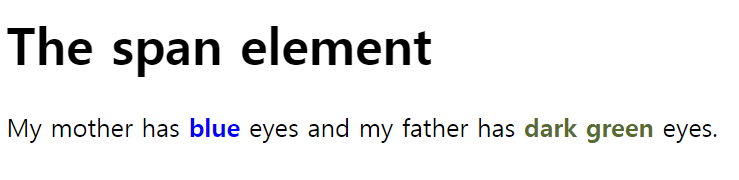 The span element
My mother has blue eyes and my father has dark green eyes.